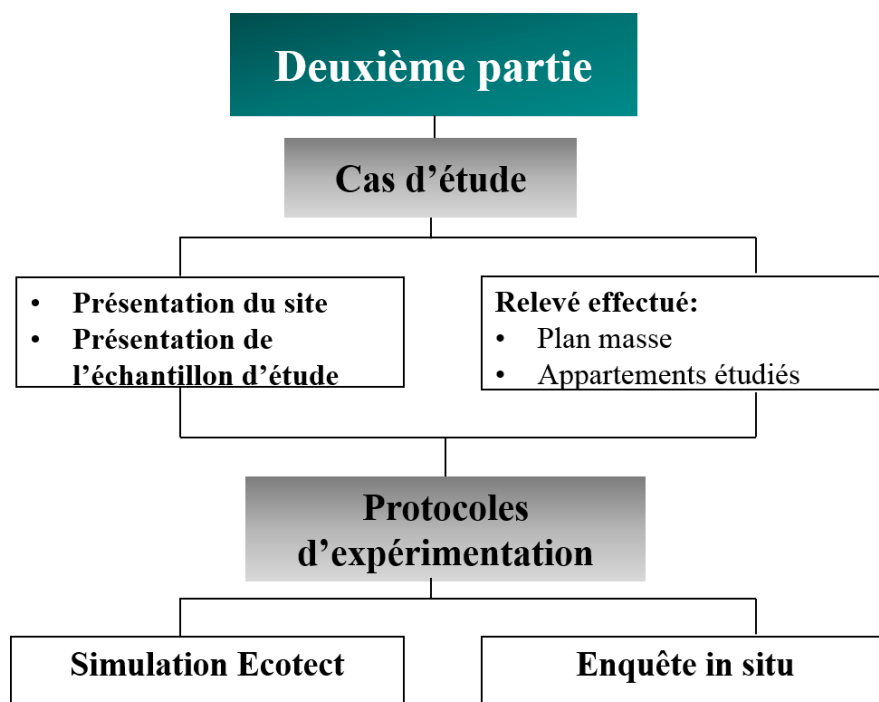 Deuxième partie
Cas d’étude
• Présentation du site
• Présentation de
l’échantillon d’étude
Relevé effectué:
• Plan masse
• Appartements étudiés
Protocoles
d’expérimentation
Simulation Ecotect
Enquête in situ